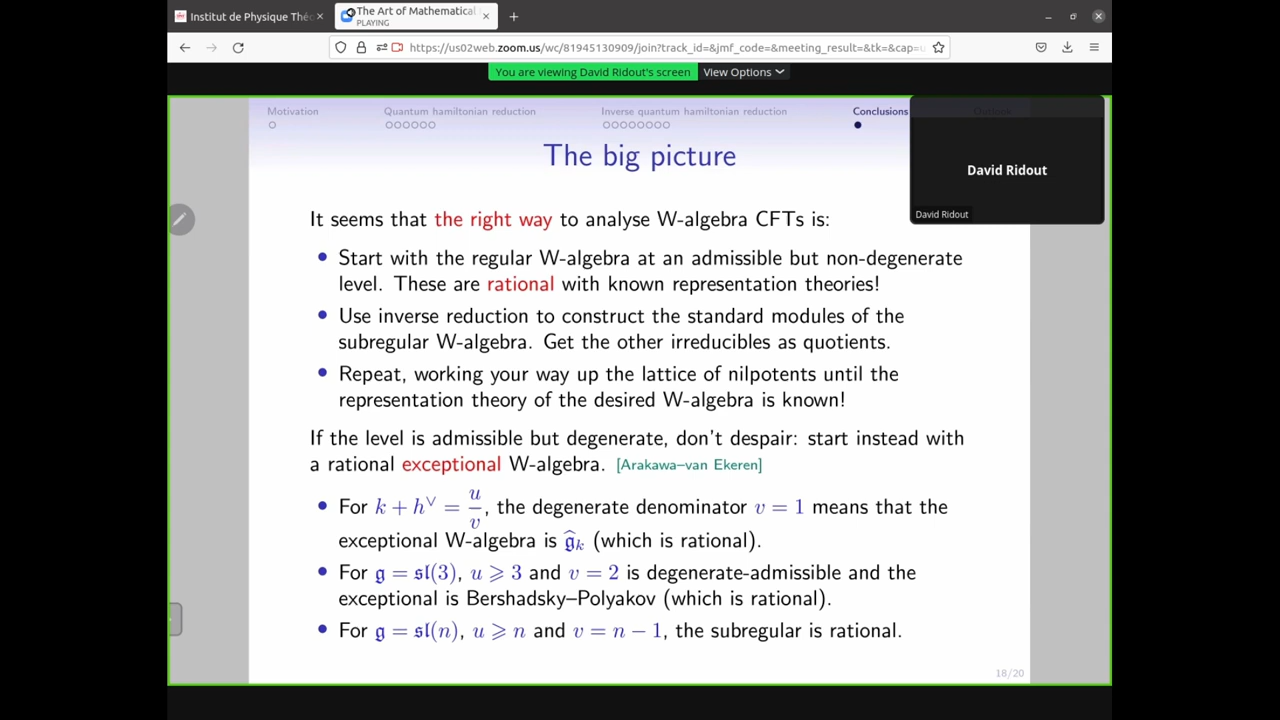 Institut de Physique Théo
The Art of Mathematical
PLAYING
https://us02web.zoom.us/wc/81945130909/join?track_id=&jmf_code=&meeting_result=&tk=&cap=
You are viewing David Ridout's screen
View Options
Motivation
Quantum hamiltonian reduction
Inverse quantum hamiltonian reduction
Conclusions
The big picture
David Ridout
David Ridout
It seems that the right way to analyse W-algebra CFTs is:
• Start with the regular W-algebra at an admissible but non-degenerate
level. These are rational with known representation theories!
• Use inverse reduction to construct the standard modules of the
subregular W-algebra. Get the other irreducibles as quotients.
• Repeat, working your way up the lattice of nilpotents until the
representation theory of the desired W-algebra is known!
If the level is admissible but degenerate, don't despair: start instead with
a rational exceptional W-algebra. [Arakawa–van Ekeren]
• For k + h^∨ = u/v, the degenerate denominator v = 1 means that the
exceptional W-algebra is 𝔤̂_k (which is rational).
• For 𝔤 = 𝔰𝔩(3), u ⩾ 3 and v = 2 is degenerate-admissible and the
exceptional is Bershadsky–Polyakov (which is rational).
• For 𝔤 = 𝔰𝔩(n), u ⩾ n and v = n − 1, the subregular is rational.
18/20